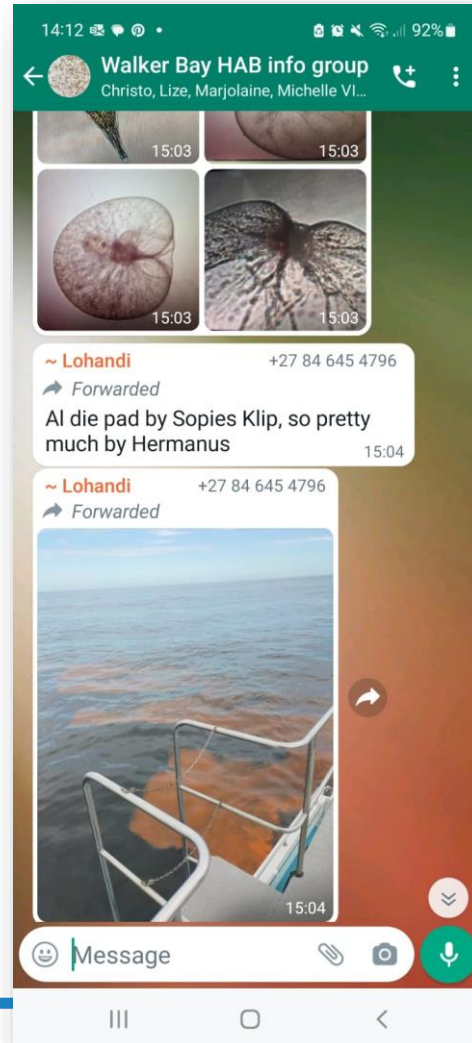 14:12
92%
Walker Bay HAB info group
Christo, Lize, Marjolaine, Michelle VI...
15:03
15:03
15:03
15:03
~ Lohandi +27 84 645 4796
Forwarded
Al die pad by Sopies Klip, so pretty
much by Hermanus
15:04
~ Lohandi +27 84 645 4796
Forwarded
15:04
Message